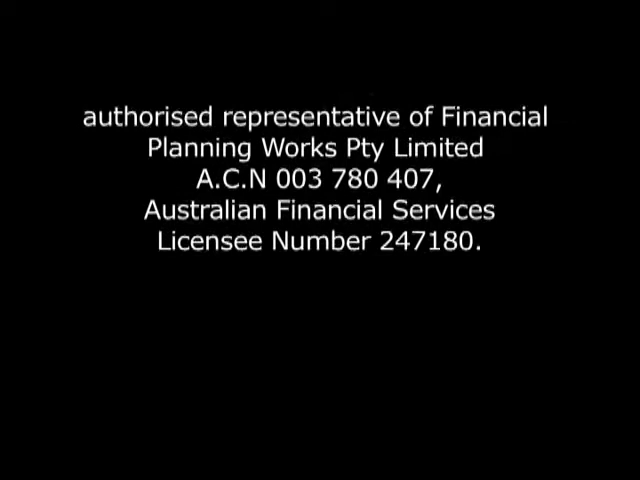 authorised representative of Financial
Planning Works Pty Limited
A.C.N 003 780 407,
Australian Financial Services
Licensee Number 247180.